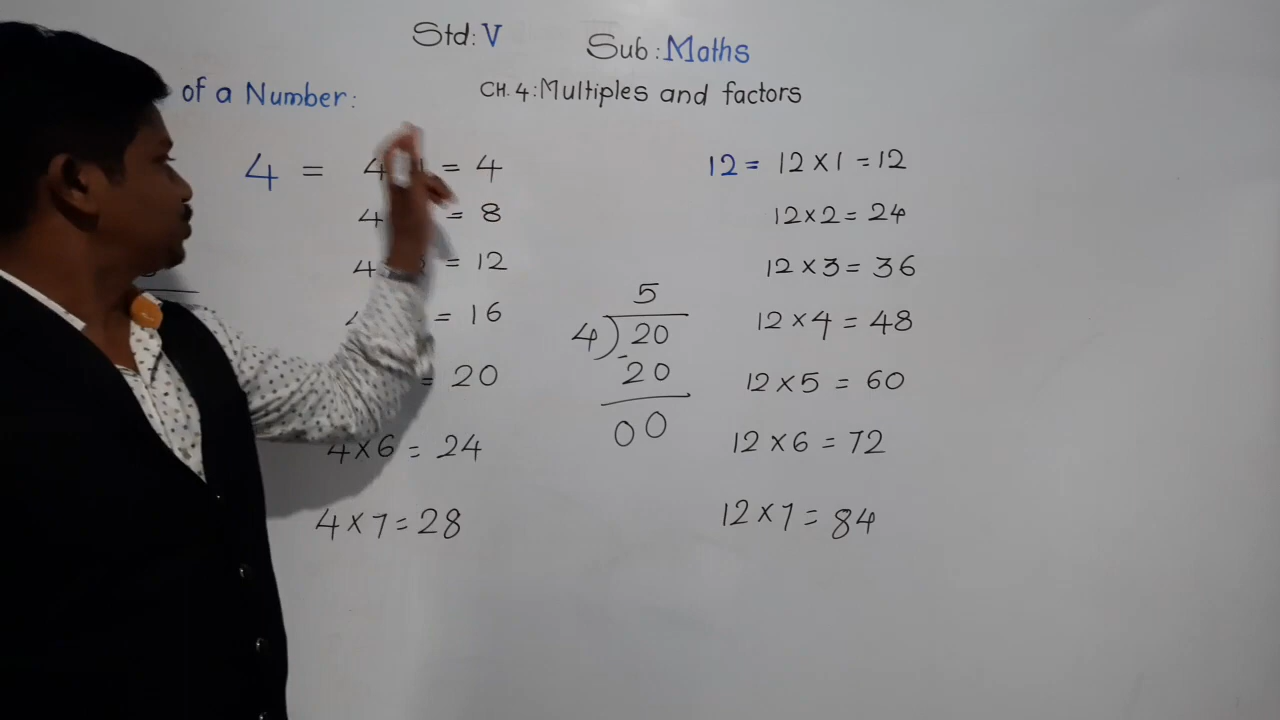 Std: V
Sub: Maths
of a Number:
CH. 4: Multiples and factors
4 = 4 = 4
4 = 8
4 = 12
= 16
= 20
4 x 6 = 24
4 x 7 = 28
5
4) 20
- 20
00
12 = 12 x 1 = 12
12 x 2 = 24
12 x 3 = 36
12 x 4 = 48
12 x 5 = 60
12 x 6 = 72
12 x 7 = 84